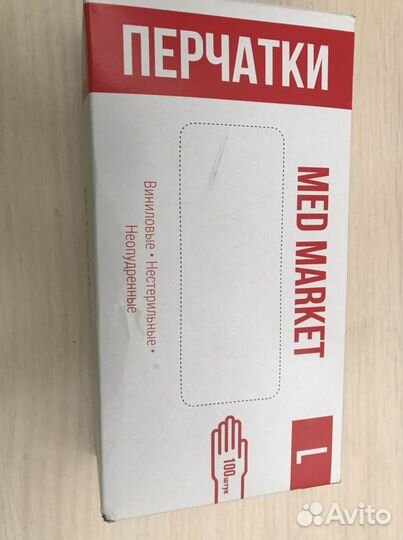 ПЕРЧАТКИ
MED MARKET
Виниловые • Нестерильные •
Неопудренные
L
100 штук
Avito